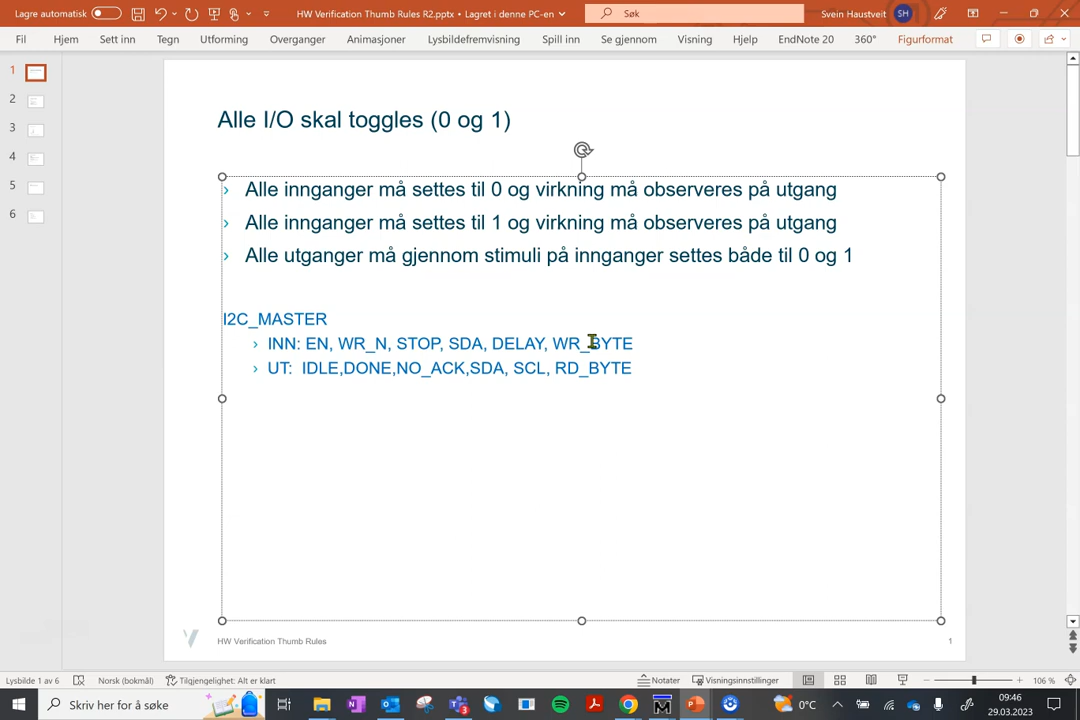 Lagre automatisk
HW Verification Thumb Rules R2.pptx • Lagret i denne PC-en
Søk
Svein Haustveit
SH
Fil
Hjem
Sett inn
Tegn
Utforming
Overganger
Animasjoner
Lysbildefremvisning
Spill inn
Se gjennom
Visning
Hjelp
EndNote 20
360°
Figurformat
1
2
3
4
5
6
Alle I/O skal toggles (0 og 1)
› Alle innganger må settes til 0 og virkning må observeres på utgang
› Alle innganger må settes til 1 og virkning må observeres på utgang
› Alle utganger må gjennom stimuli på innganger settes både til 0 og 1
I2C_MASTER
› INN: EN, WR_N, STOP, SDA, DELAY, WR_BYTE
› UT: IDLE,DONE,NO_ACK,SDA, SCL, RD_BYTE
HW Verification Thumb Rules
1
Lysbilde 1 av 6
Norsk (bokmål)
Tilgjengelighet: Alt er klart
Notater
Visningsinnstillinger
106 %
Skriv her for å søke
0°C
09:46
29.03.2023